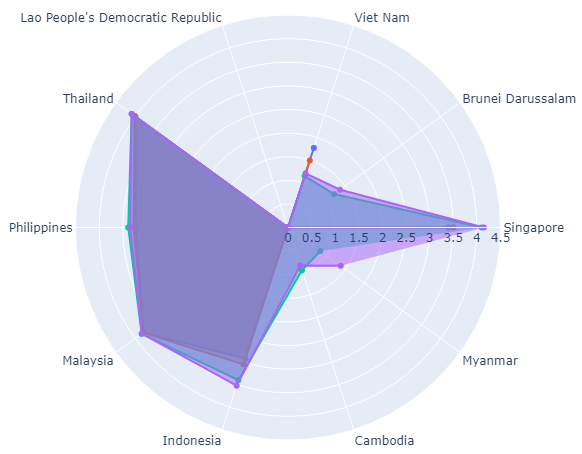 Lao People's Democratic Republic
Viet Nam
Thailand
Brunei Darussalam
Philippines
Singapore
0 0.5 1 1.5 2 2.5 3 3.5 4 4.5
Malaysia
Myanmar
Indonesia
Cambodia